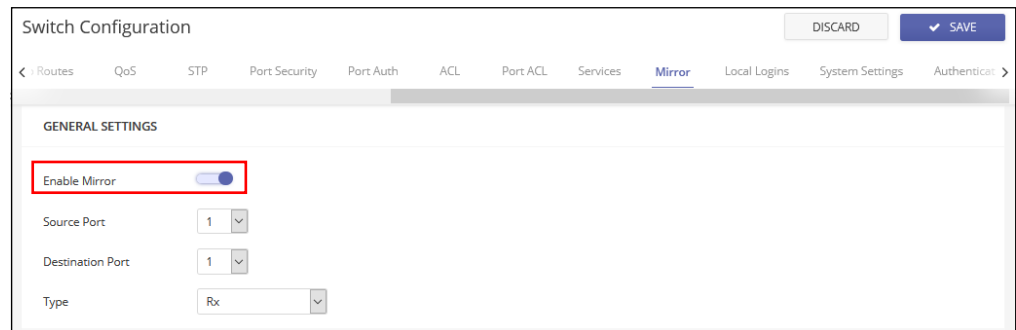 Switch Configuration DISCARD SAVE
Routes QoS STP Port Security Port Auth ACL Port ACL Services Mirror Local Logins System Settings
GENERAL SETTINGS
Enable Mirror
Source Port 1
Destination Port 1
Type Rx